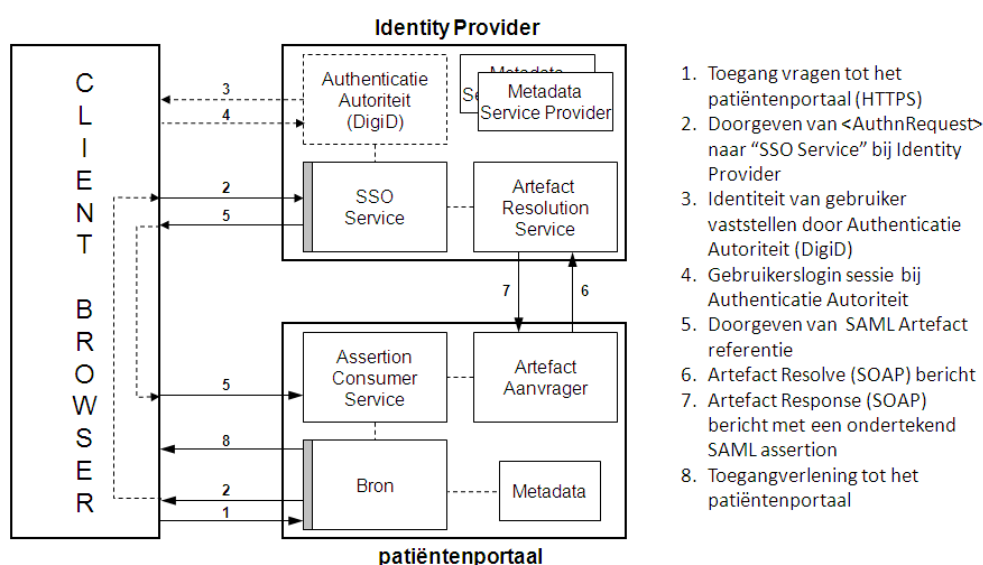 Identity Provider
C
L
I
E
N
T
B
R
O
W
S
E
R
Authenticatie
Autoriteit
(DigiD)
3
4
Metadata
Se
Metadata
Service Provider
2
5
SSO
Service
Artefact
Resolution
Service
7
6
Assertion
Consumer
Service
Artefact
Aanvrager
5
8
2
1
Bron
Metadata
patiëntenportaal
1. Toegang vragen tot het
patiëntenportaal (HTTPS)
2. Doorgeven van <AuthnRequest>
naar “SSO Service” bij Identity
Provider
3. Identiteit van gebruiker
vaststellen door Authenticatie
Autoriteit (DigiD)
4. Gebruikerslogin sessie bij
Authenticatie Autoriteit
5. Doorgeven van SAML Artefact
referentie
6. Artefact Resolve (SOAP) bericht
7. Artefact Response (SOAP)
bericht met een ondertekend
SAML assertion
8. Toegangverlening tot het
patiëntenportaal